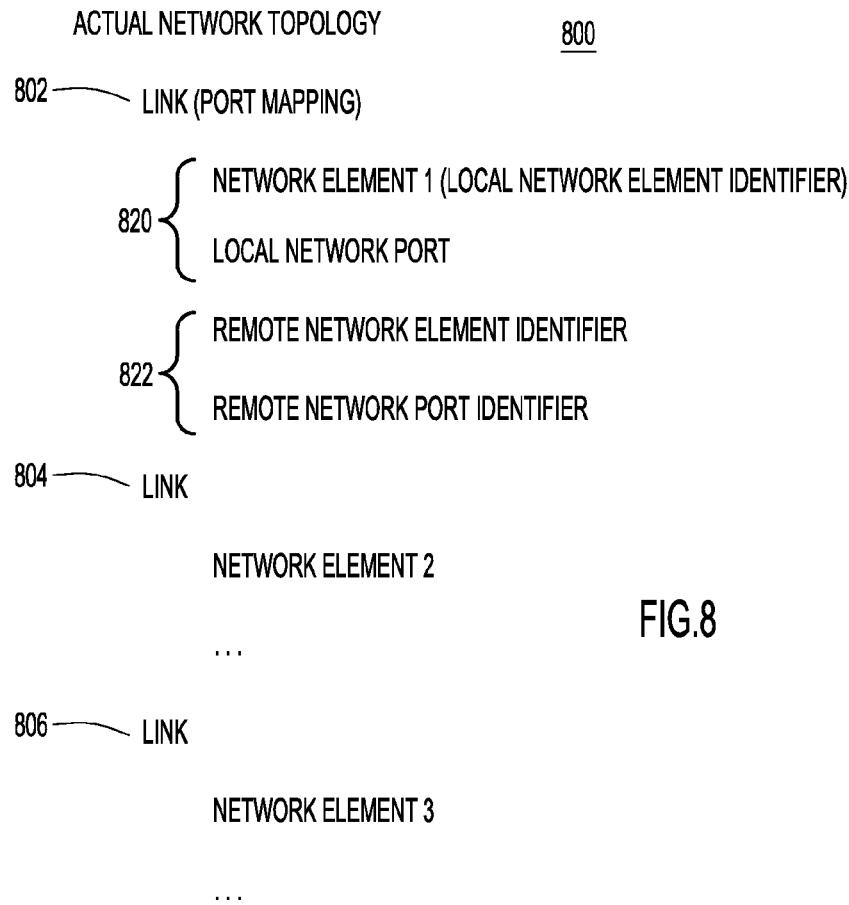 ACTUAL NETWORK TOPOLOGY 800
802 LINK (PORT MAPPING)
NETWORK ELEMENT 1 (LOCAL NETWORK ELEMENT IDENTIFIER)
820
LOCAL NETWORK PORT
REMOTE NETWORK ELEMENT IDENTIFIER
822
REMOTE NETWORK PORT IDENTIFIER
804 LINK
NETWORK ELEMENT 2
FIG.8
...
806 LINK
NETWORK ELEMENT 3
...